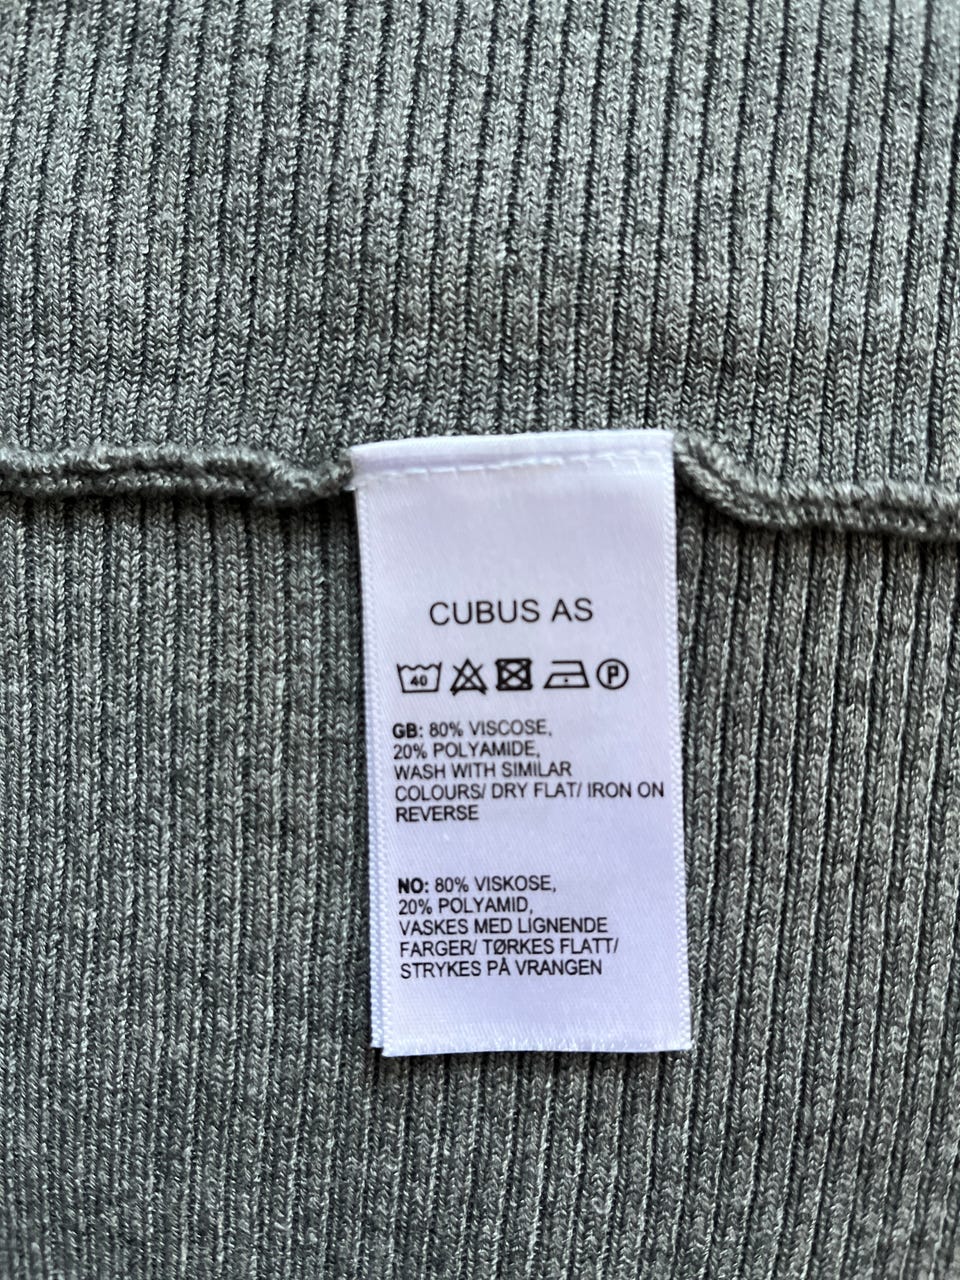 CUBUS AS
40 P
GB: 80% VISCOSE,
20% POLYAMIDE,
WASH WITH SIMILAR
COLOURS/ DRY FLAT/ IRON ON
REVERSE
NO: 80% VISKOSE,
20% POLYAMID,
VASKES MED LIGNENDE
FARGER/ TØRKES FLATT/
STRYKES PÅ VRANGEN